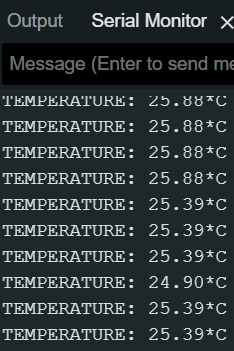 Output Serial Monitor ×
Message (Enter to send me
TEMPERATURE: 25.88*C
TEMPERATURE: 25.88*C
TEMPERATURE: 25.88*C
TEMPERATURE: 25.88*C
TEMPERATURE: 25.39*C
TEMPERATURE: 25.39*C
TEMPERATURE: 25.39*C
TEMPERATURE: 24.90*C
TEMPERATURE: 25.39*C
TEMPERATURE: 25.39*C